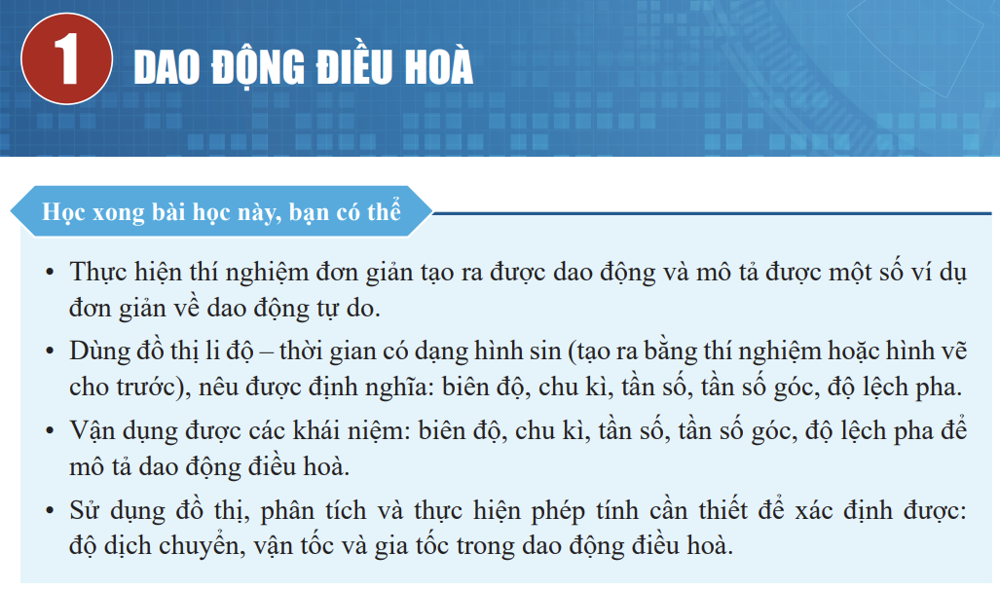 1
DAO ĐỘNG ĐIỀU HOÀ
Học xong bài học này, bạn có thể
• Thực hiện thí nghiệm đơn giản tạo ra được dao động và mô tả được một số ví dụ
đơn giản về dao động tự do.
• Dùng đồ thị li độ – thời gian có dạng hình sin (tạo ra bằng thí nghiệm hoặc hình vẽ
cho trước), nêu được định nghĩa: biên độ, chu kì, tần số, tần số góc, độ lệch pha.
• Vận dụng được các khái niệm: biên độ, chu kì, tần số, tần số góc, độ lệch pha để
mô tả dao động điều hoà.
• Sử dụng đồ thị, phân tích và thực hiện phép tính cần thiết để xác định được:
độ dịch chuyển, vận tốc và gia tốc trong dao động điều hoà.